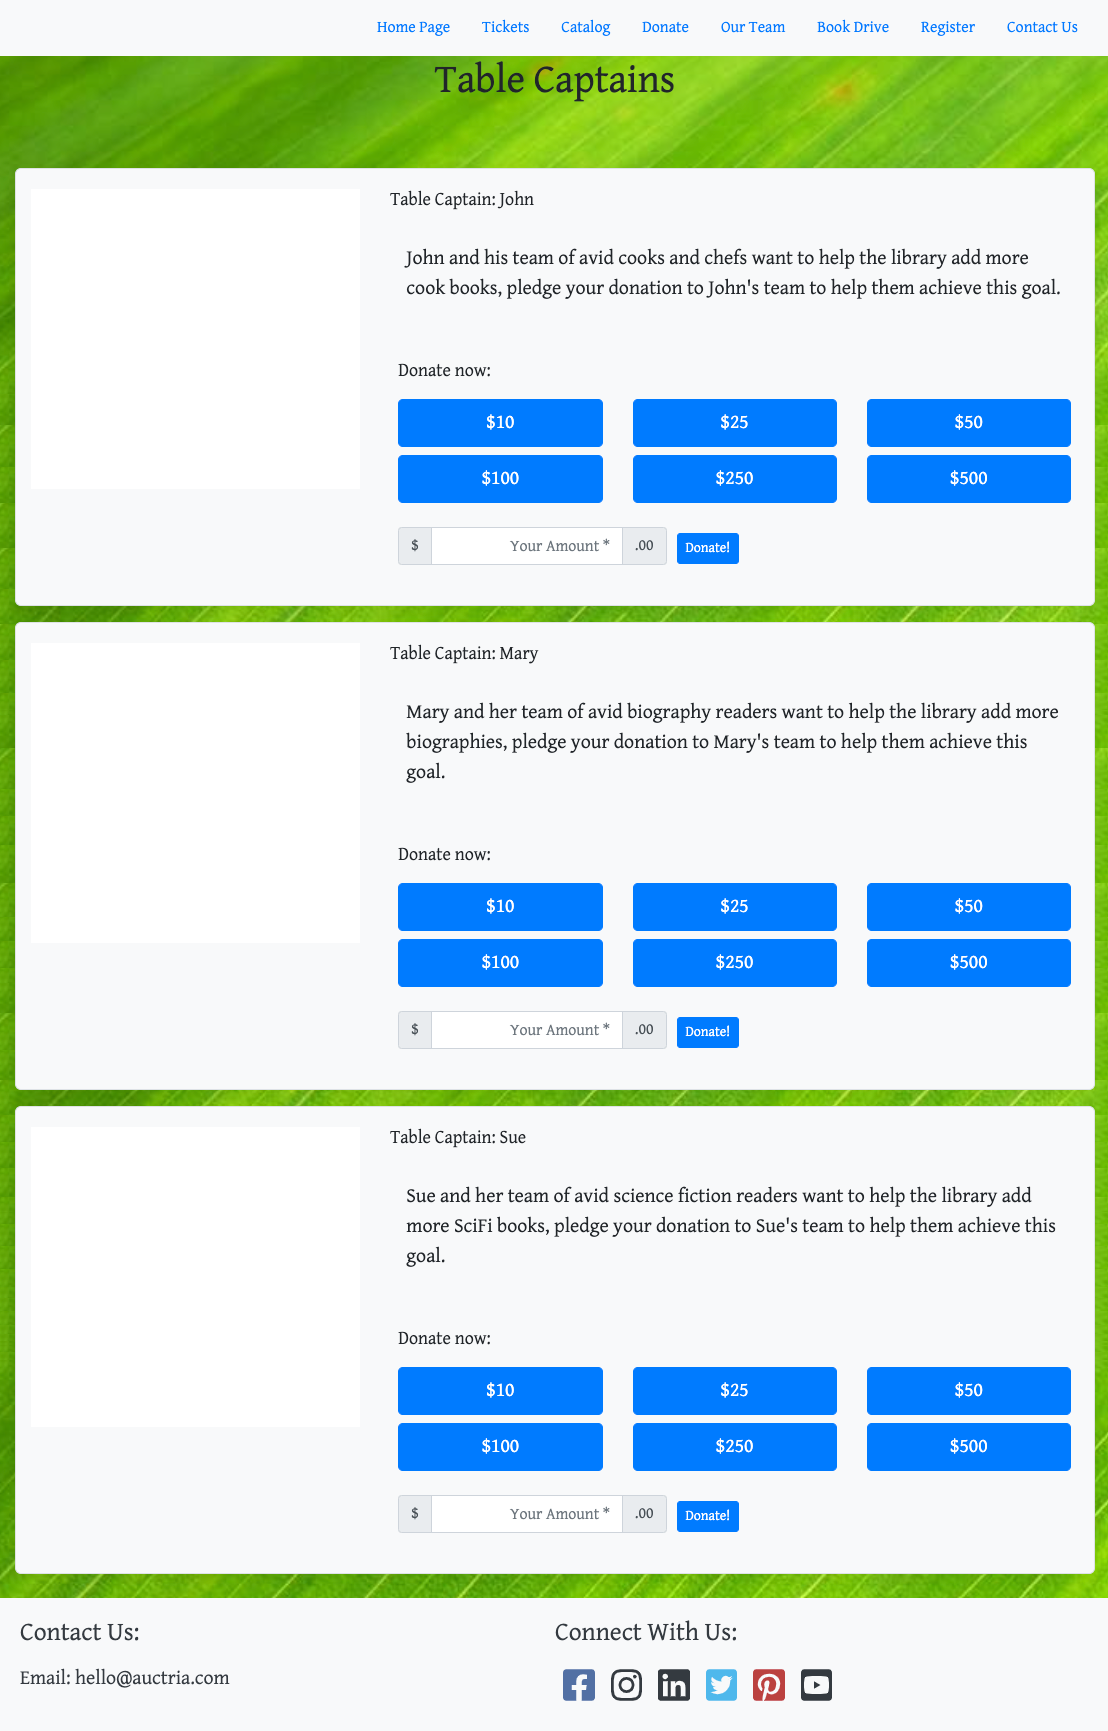 Home Page Tickets Catalog Donate Our Team Book Drive Register Contact Us
Table Captains
Table Captain: John
John and his team of avid cooks and chefs want to help the library add more
cook books, pledge your donation to John's team to help them achieve this goal.
Donate now:
$10 $25 $50
$100 $250 $500
$ Your Amount * .00 Donate!
Table Captain: Mary
Mary and her team of avid biography readers want to help the library add more
biographies, pledge your donation to Mary's team to help them achieve this
goal.
Donate now:
$10 $25 $50
$100 $250 $500
$ Your Amount * .00 Donate!
Table Captain: Sue
Sue and her team of avid science fiction readers want to help the library add
more SciFi books, pledge your donation to Sue's team to help them achieve this
goal.
Donate now:
$10 $25 $50
$100 $250 $500
$ Your Amount * .00 Donate!
Contact Us:
Email: hello@auctria.com
Connect With Us: